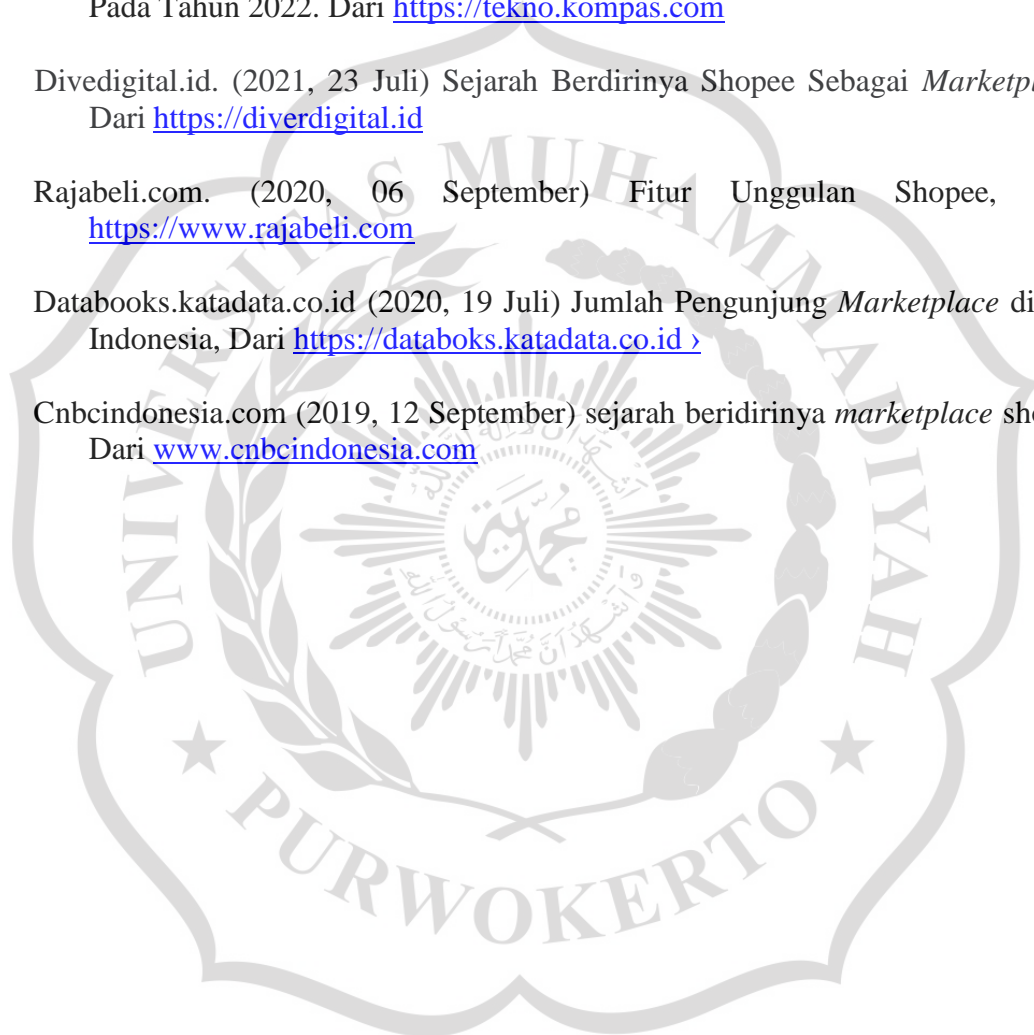 Pada Tahun 2022. Dari https://tekno.kompas.com
Divedigital.id. (2021, 23 Juli) Sejarah Berdirinya Shopee Sebagai
Dari https://diverdigital.id
Rajabeli.com. (2020, 06 September) Fitur Unggulan Shopee,
https://www.rajabeli.com
Databooks.katadata.co.id (2020, 19 Juli) Jumlah Pengunjung Marketplace di
Indonesia, Dari https://databoks.katadata.co.id ›
Cnbcindonesia.com (2019, 12 September) sejarah beridirinya marketplace
Dari www.cnbcindonesia.com
UNIVERSITAS MUHAMMADIYAH
PURWOKERTO